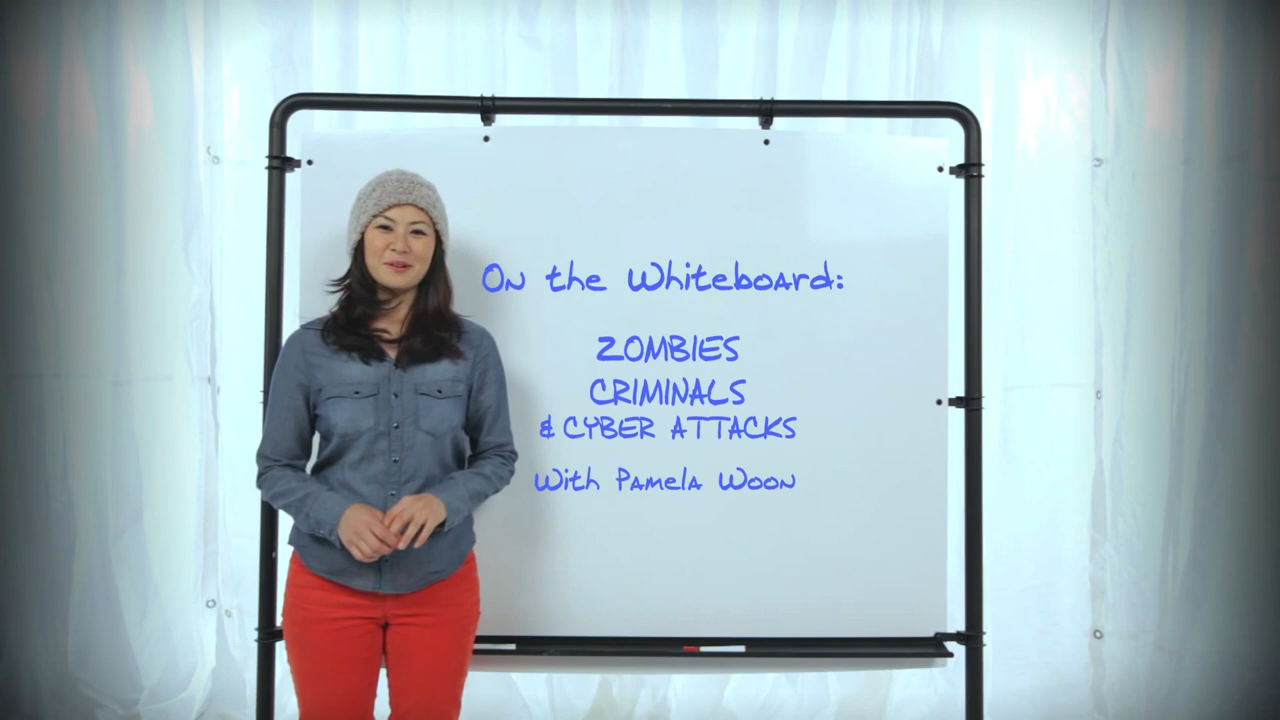 On the Whiteboard:
ZOMBIES
CRIMINALS
& CYBER ATTACKS
With Pamela Woon